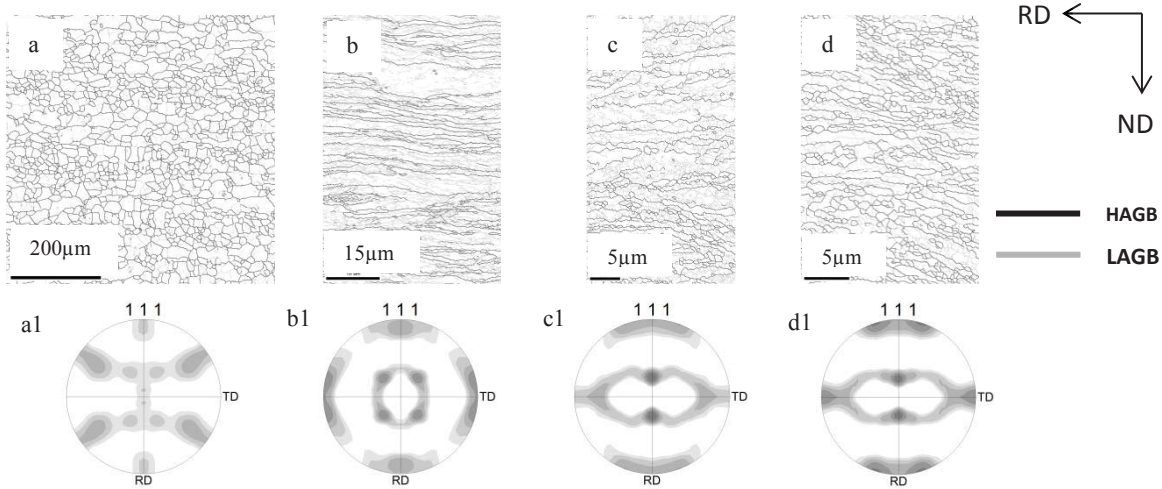 a
b
c
d
RD
ND
HAGB
LAGB
200µm
15µm
5µm
5µm
a1
1 1 1
TD
RD
b1
1 1 1
TD
RD
c1
1 1 1
TD
RD
d1
1 1 1
TD
RD